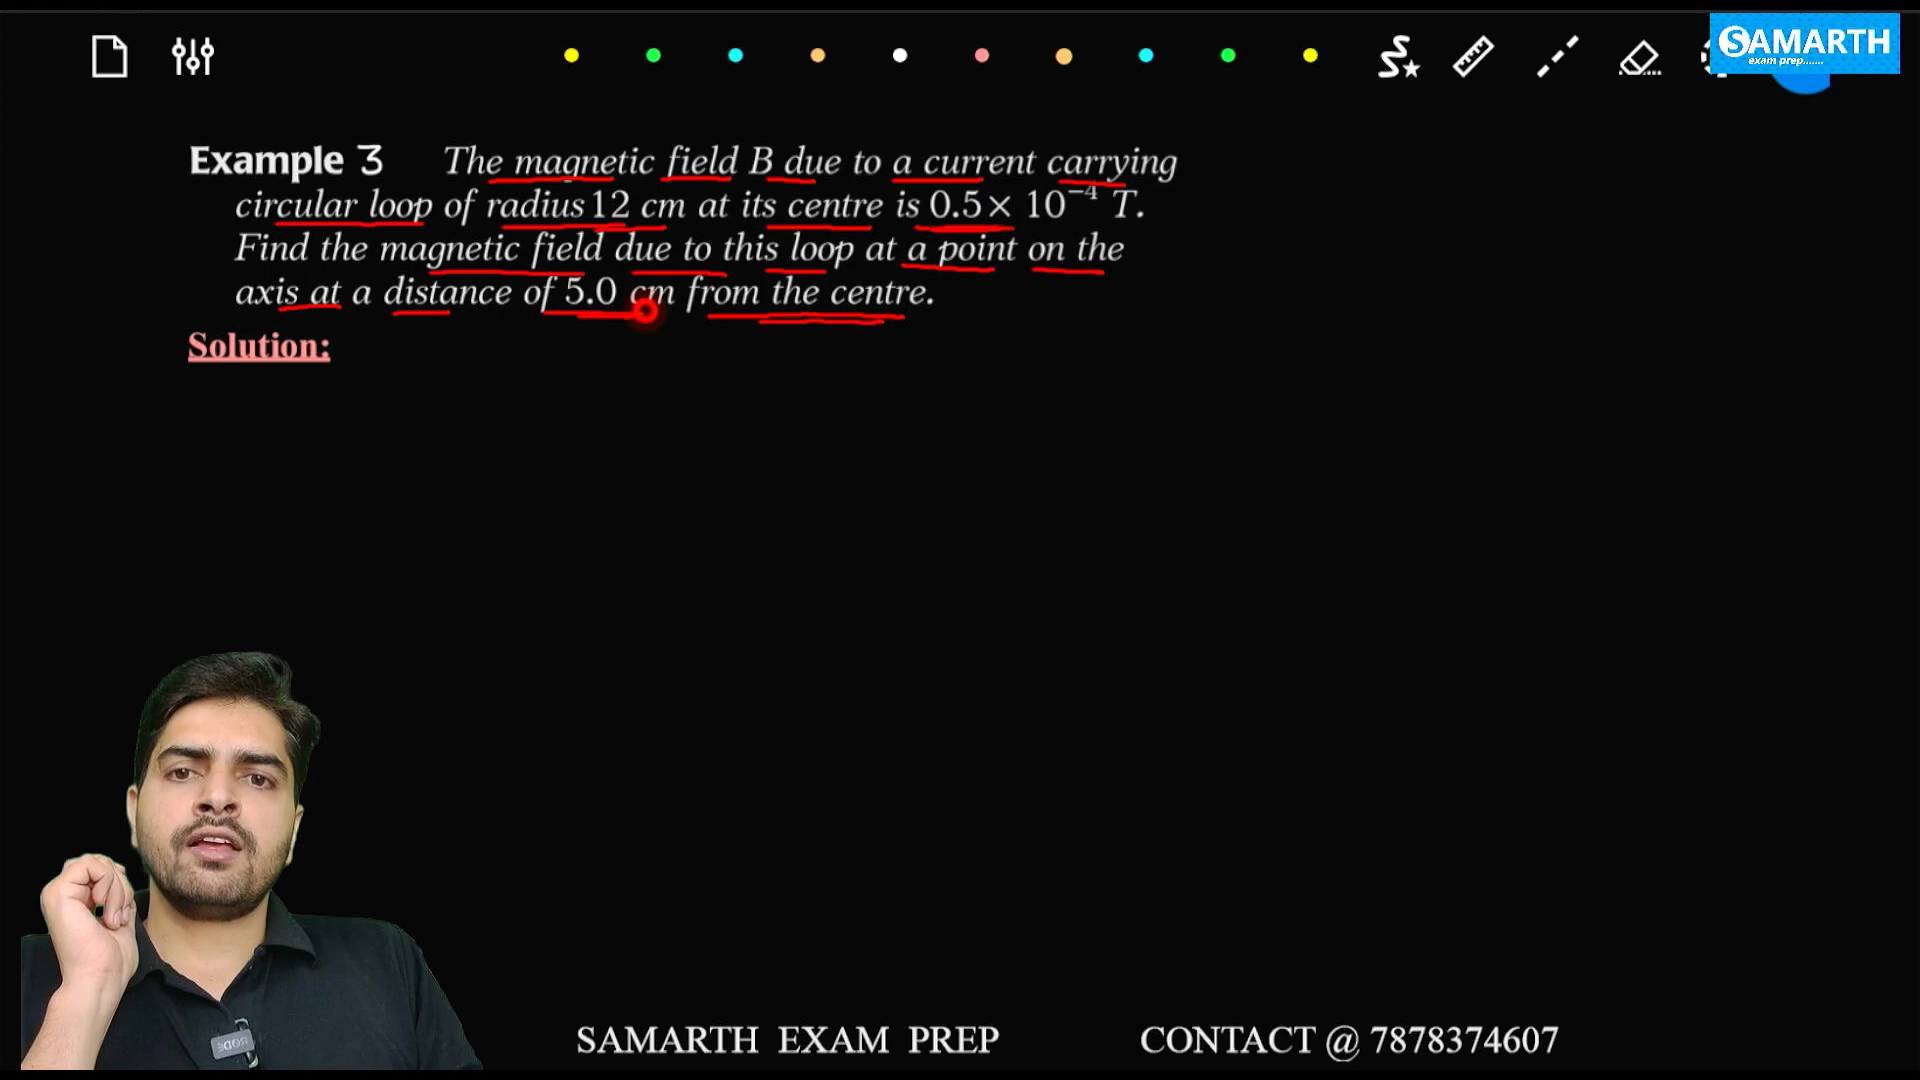 SAMARTH
exam prep.......
Example 3 The magnetic field B due to a current carrying
circular loop of radius 12 cm at its centre is 0.5 × 10⁻⁴ T.
Find the magnetic field due to this loop at a point on the
axis at a distance of 5.0 cm from the centre.
Solution:
RODE
SAMARTH EXAM PREP CONTACT @ 7878374607